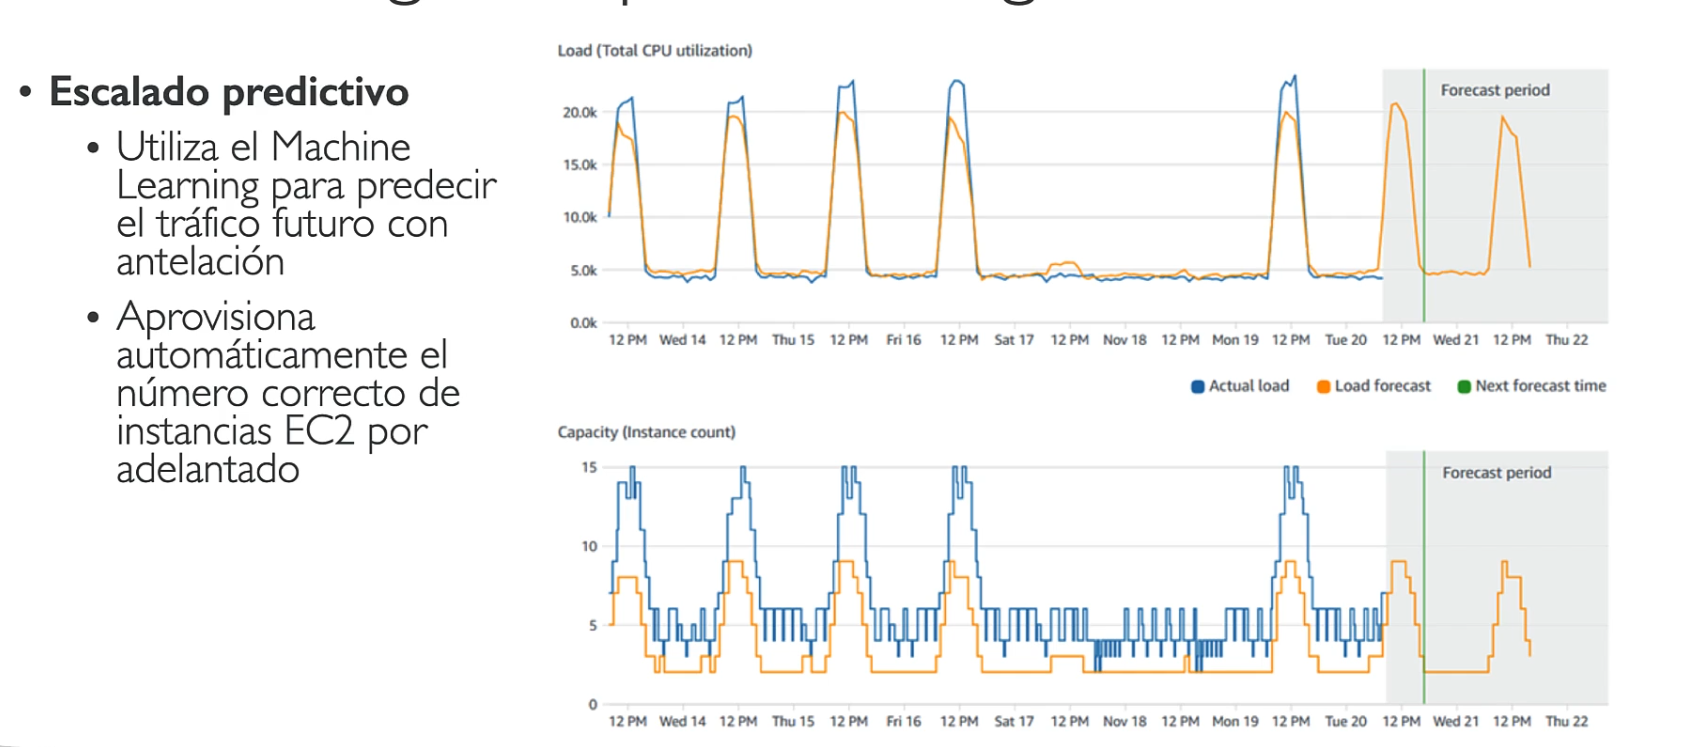 • Escalado predictivo
• Utiliza el Machine
Learning para predecir
el tráfico futuro con
antelación
• Aprovisiona
automáticamente el
número correcto de
instancias EC2 por
adelantado
Load (Total CPU utilization)
Forecast period
20.0k
15.0k
10.0k
5.0k
0.0k
12 PM Wed 14 12 PM Thu 15 12 PM Fri 16 12 PM Sat 17 12 PM Nov 18 12 PM Mon 19 12 PM Tue 20 12 PM Wed 21 12 PM Thu 22
Actual load Load forecast Next forecast time
Capacity (Instance count)
Forecast period
15
10
5
0
12 PM Wed 14 12 PM Thu 15 12 PM Fri 16 12 PM Sat 17 12 PM Nov 18 12 PM Mon 19 12 PM Tue 20 12 PM Wed 21 12 PM Thu 22